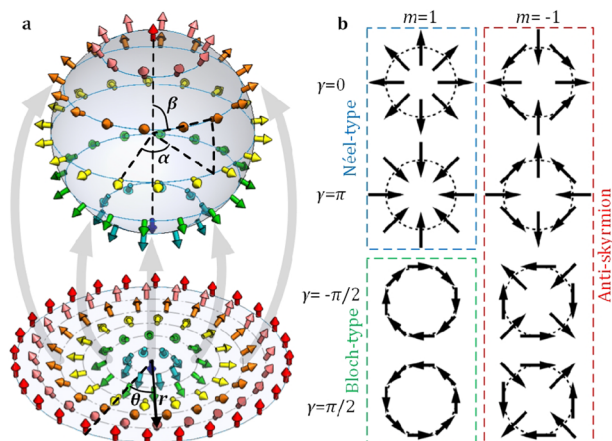 a
b
m=1
m= -1
γ=0
γ=π
γ= -π/2
γ=π/2
Néel-type
Bloch-type
Anti-skyrmion
β
α
θ
r